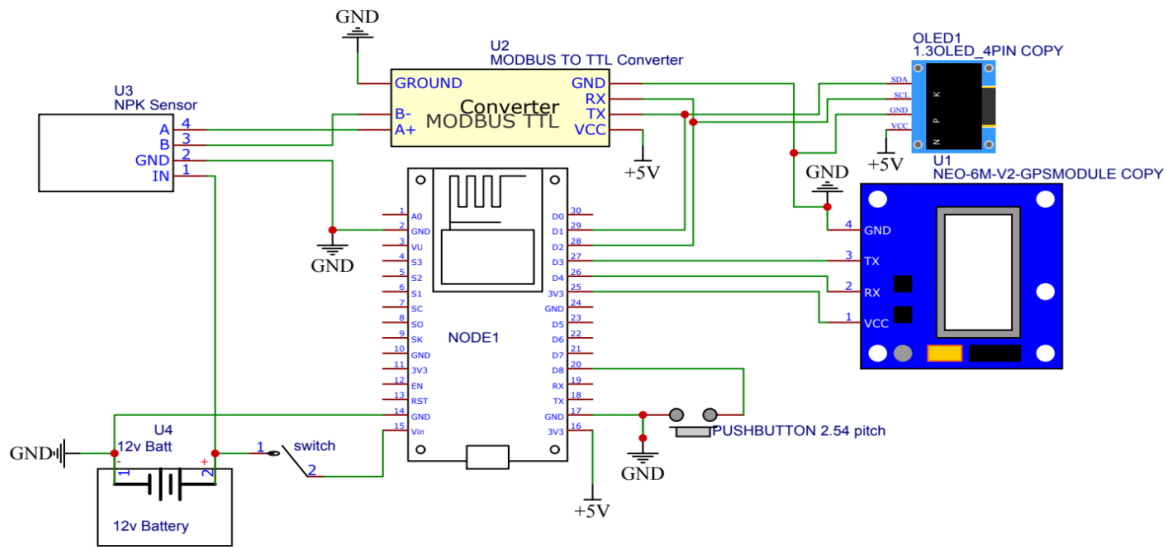 GND
U2
MODBUS TO TTL Converter
GROUND
B-
A+
Converter
MODBUS TTL
GND
RX
TX
VCC
+5V
OLED1
1.3OLED_4PIN COPY
SDA
SCL
GND
VCC
N P K
+5V
U3
NPK Sensor
A 4
B 3
GND 2
IN 1
GND
U1
NEO-6M-V2-GPSMODULE COPY
GND
4 GND
3 TX
2 RX
1 VCC
NODE1
1 A0
2 GND
3 VU
4 S3
5 S2
6 S1
7 SC
8 SO
9 SK
10 GND
11 3V3
12 EN
13 RST
14 GND
15 Vin
D0 30
D1 29
D2 28
D3 27
D4 26
3V3 25
GND 24
D5 23
D6 22
D7 21
D8 20
RX 19
TX 18
GND 17
3V3 16
PUSHBUTTON 2.54 pitch
GND
+5V
GND
U4
12v Batt
- +
1 2
12v Battery
1 switch
2